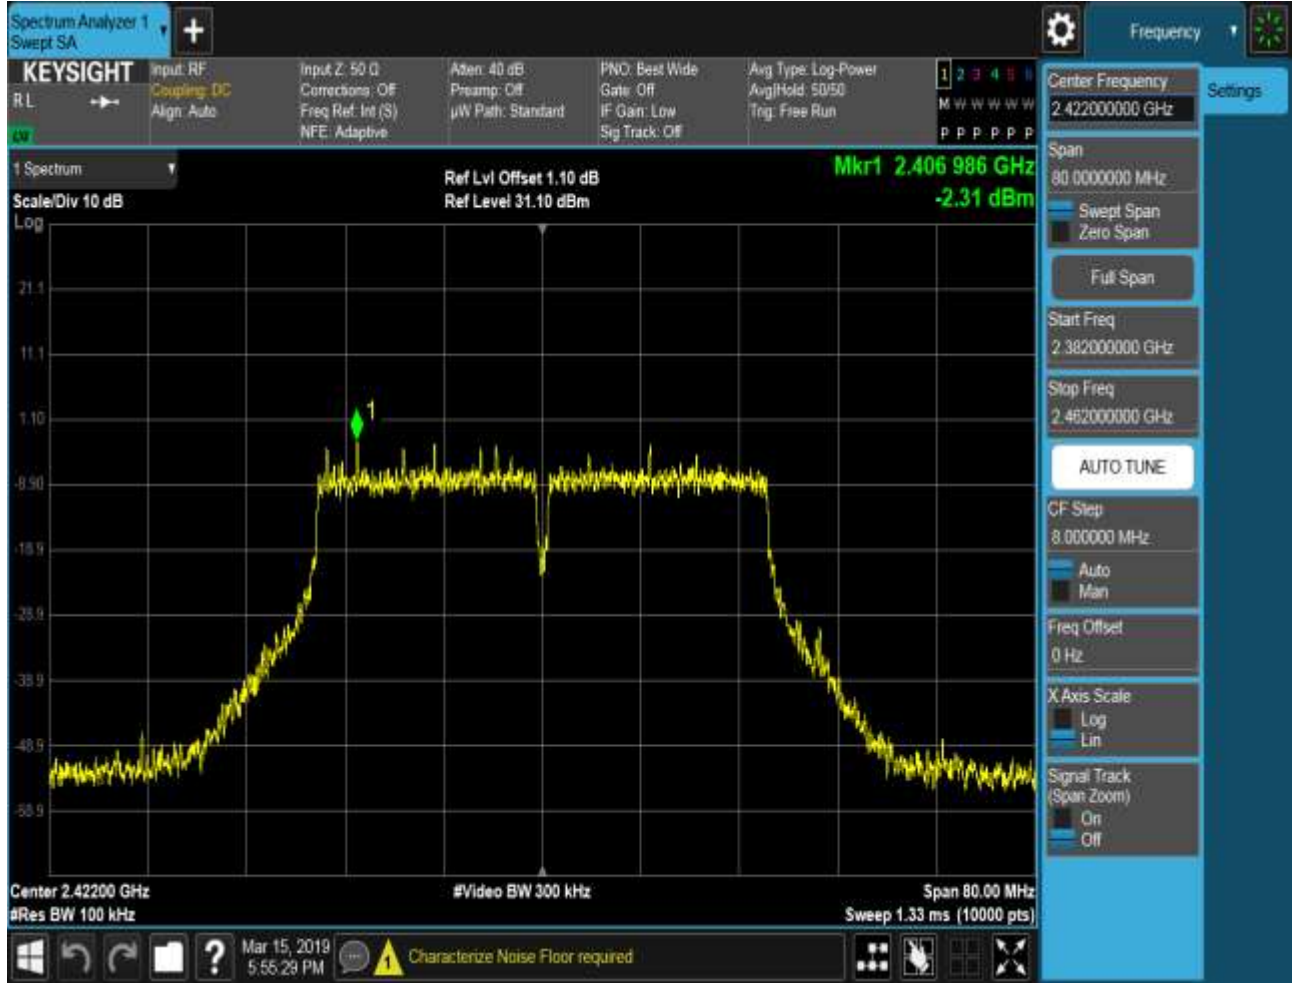 Spectrum Analyzer 1
Swept SA
Frequency
KEYSIGHT
R L
Input: RF
Coupling: DC
Align: Auto
Input Z: 50 Ω
Corrections: Off
Freq Ref: Int (S)
NFE: Adaptive
Atten: 40 dB
Preamp: Off
µW Path: Standard
PNO: Best Wide
Gate: Off
IF Gain: Low
Sig Track: Off
Avg Type: Log-Power
Avg|Hold: 50/50
Trig: Free Run
1 2 3 4 5 6
M W W W W W
P P P P P P
1 Spectrum
Scale/Div 10 dB
Log
Ref Lvl Offset 1.10 dB
Ref Level 31.10 dBm
Mkr1 2.406 986 GHz
-2.31 dBm
21.1
11.1
1.10
-8.90
-18.9
-28.9
-38.9
-48.9
-58.9
1
Center 2.42200 GHz
#Res BW 100 kHz
#Video BW 300 kHz
Span 80.00 MHz
Sweep 1.33 ms (10000 pts)
Center Frequency
2.422000000 GHz
Settings
Span
80.0000000 MHz
Swept Span
Zero Span
Full Span
Start Freq
2.382000000 GHz
Stop Freq
2.462000000 GHz
AUTO TUNE
CF Step
8.000000 MHz
Auto
Man
Freq Offset
0 Hz
X Axis Scale
Log
Lin
Signal Track
(Span Zoom)
On
Off
?
Mar 15, 2019
5:55:29 PM
1
Characterize Noise Floor required